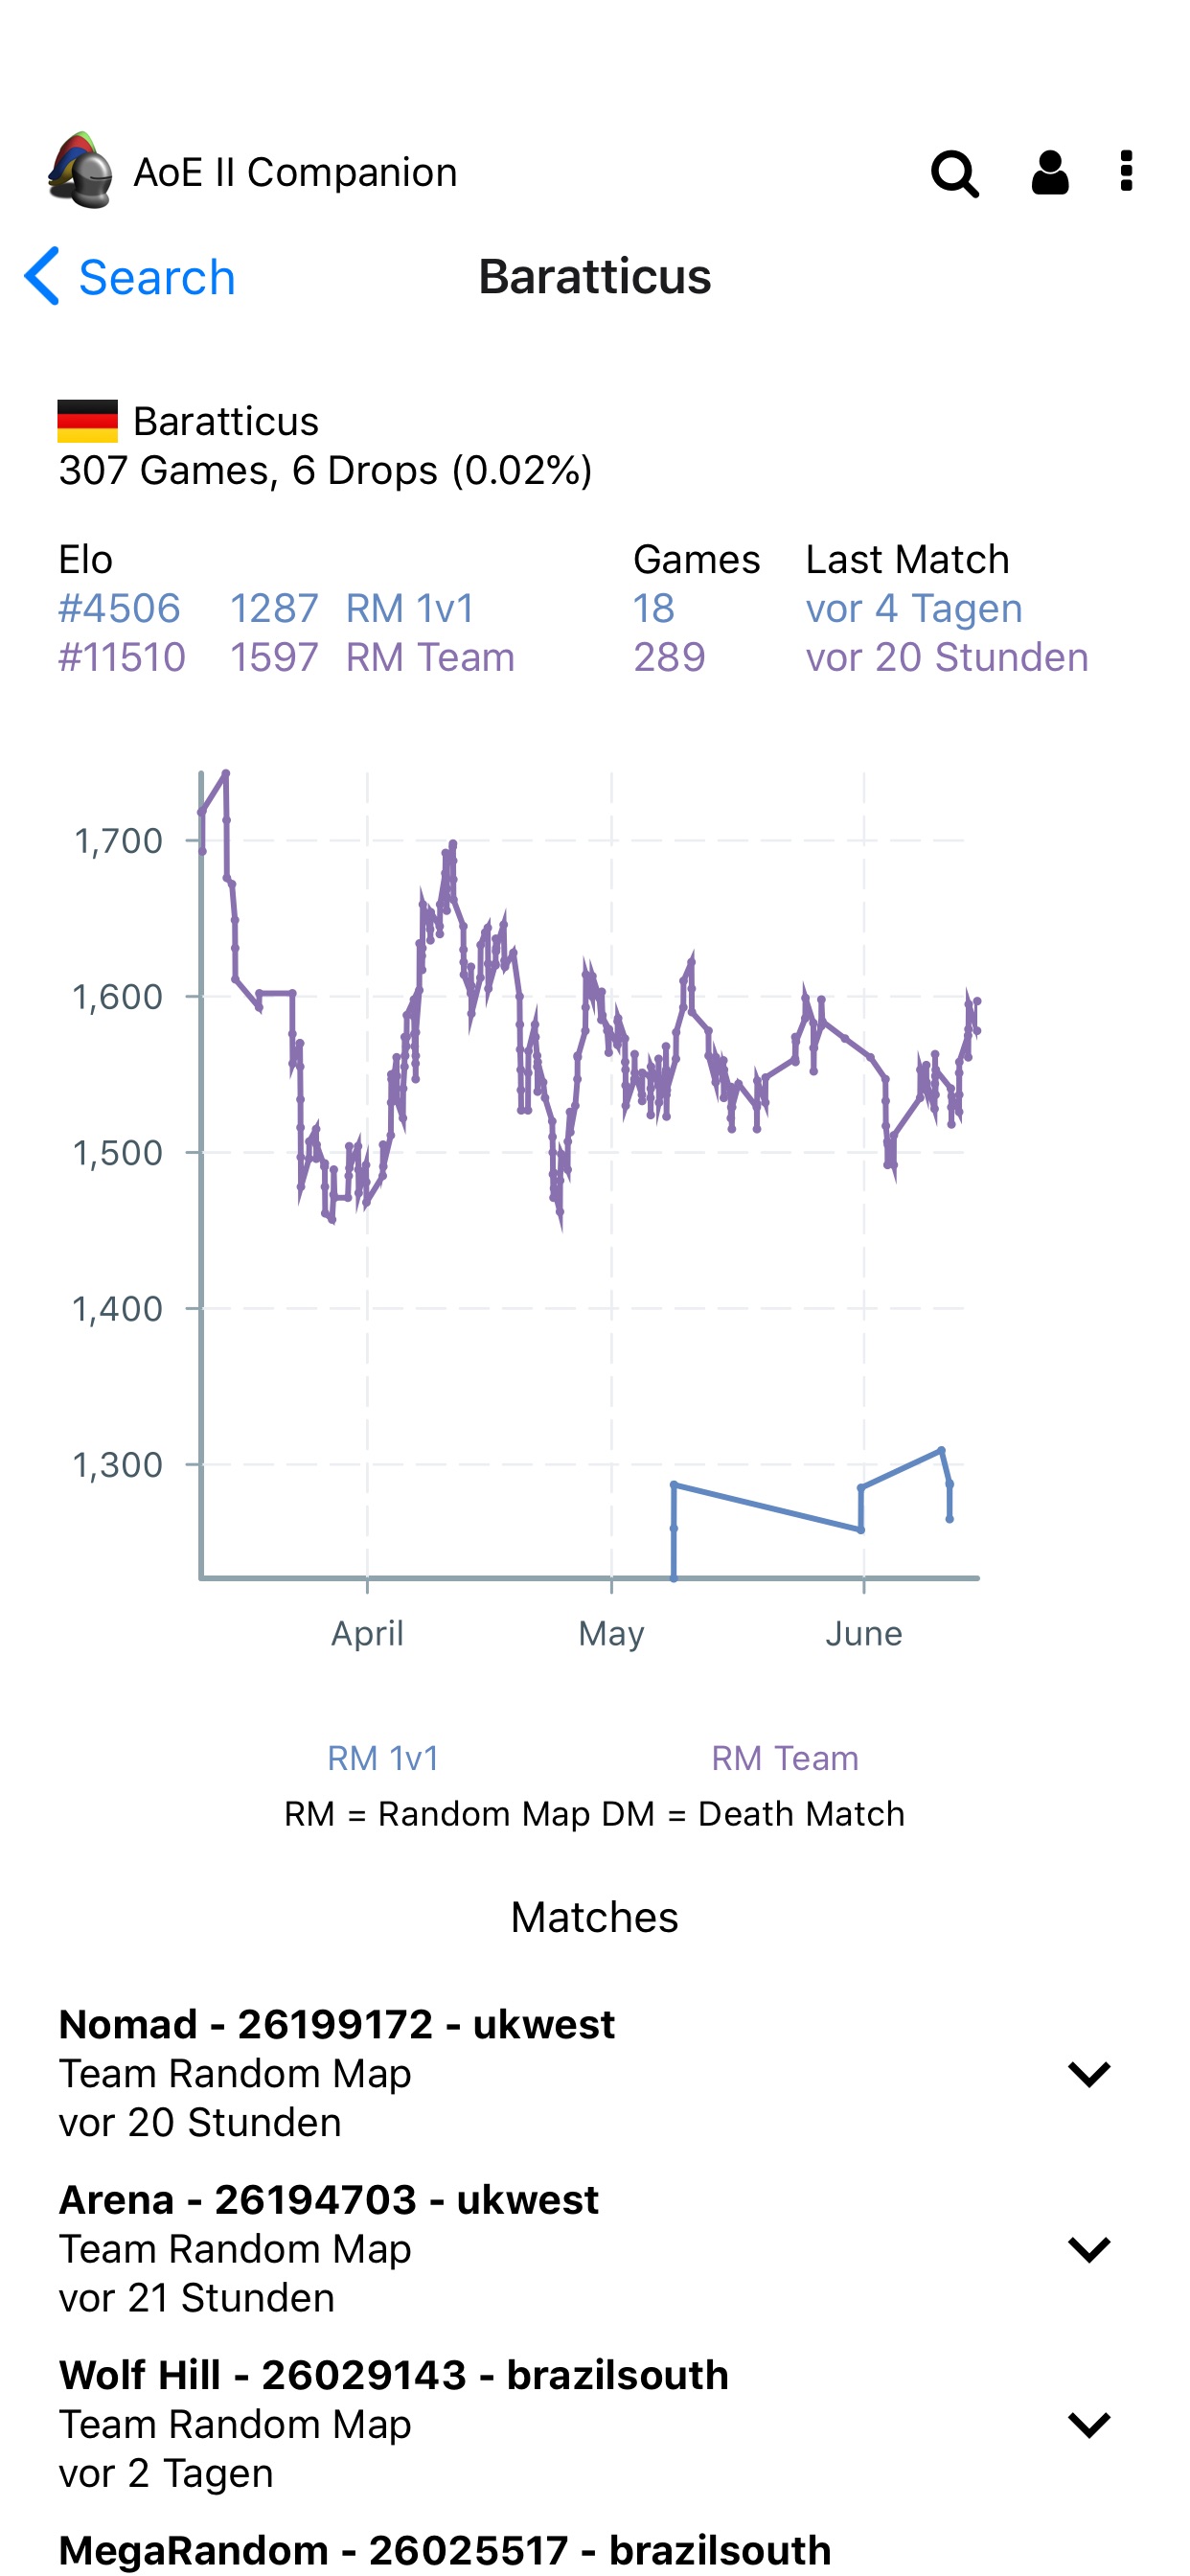 AoE II Companion
Search Baratticus
Baratticus
307 Games, 6 Drops (0.02%)
Elo Games Last Match
#4506 1287 RM 1v1 18 vor 4 Tagen
#11510 1597 RM Team 289 vor 20 Stunden
1,700
1,600
1,500
1,400
1,300
April May June
RM 1v1 RM Team
RM = Random Map DM = Death Match
Matches
Nomad - 26199172 - ukwest
Team Random Map
vor 20 Stunden
Arena - 26194703 - ukwest
Team Random Map
vor 21 Stunden
Wolf Hill - 26029143 - brazilsouth
Team Random Map
vor 2 Tagen
MegaRandom - 26025517 - brazilsouth